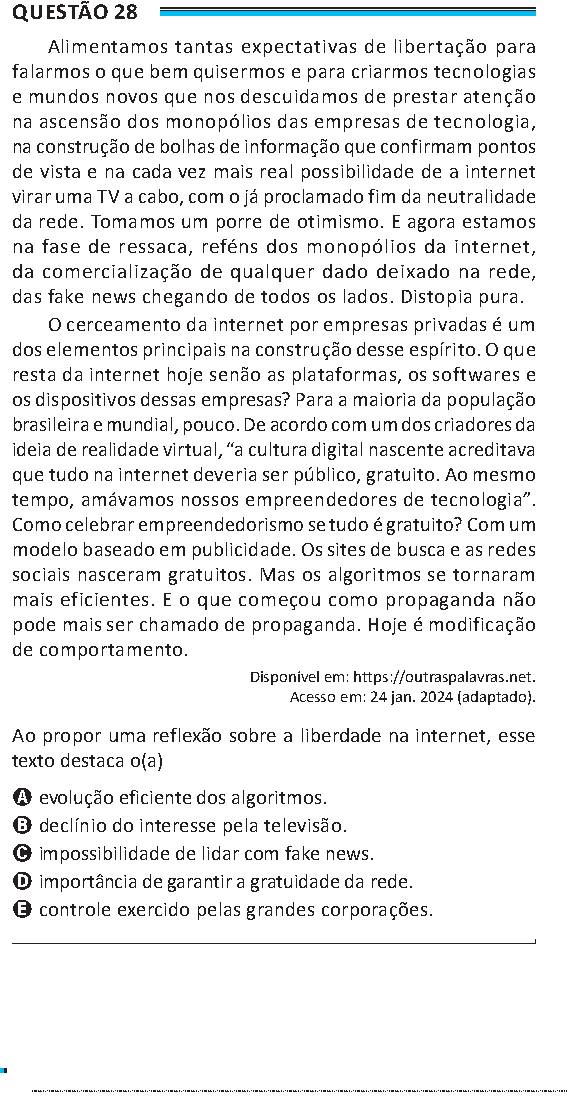 QUESTÃO 28
Alimentamos tantas expectativas de libertação para
falarmos o que bem quisermos e para criarmos tecnologias
e mundos novos que nos descuidamos de prestar atenção
na ascensão dos monopólios das empresas de tecnologia,
na construção de bolhas de informação que confirmam pontos
de vista e na cada vez mais real possibilidade de a internet
virar uma TV a cabo, com o já proclamado fim da neutralidade
da rede. Tomamos um porre de otimismo. E agora estamos
na fase de ressaca, reféns dos monopólios da internet,
da comercialização de qualquer dado deixado na rede,
das fake news chegando de todos os lados. Distopia pura.
O cerceamento da internet por empresas privadas é um
dos elementos principais na construção desse espírito. O que
resta da internet hoje senão as plataformas, os softwares e
os dispositivos dessas empresas? Para a maioria da população
brasileira e mundial, pouco. De acordo com um dos criadores da
ideia de realidade virtual, “a cultura digital nascente acreditava
que tudo na internet deveria ser público, gratuito. Ao mesmo
tempo, amávamos nossos empreendedores de tecnologia”.
Como celebrar empreendedorismo se tudo é gratuito? Com um
modelo baseado em publicidade. Os sites de busca e as redes
sociais nasceram gratuitos. Mas os algoritmos se tornaram
mais eficientes. E o que começou como propaganda não
pode mais ser chamado de propaganda. Hoje é modificação
de comportamento.
Disponível em: https://outraspalavras.net.
Acesso em: 24 jan. 2024 (adaptado).
Ao propor uma reflexão sobre a liberdade na internet, esse
texto destaca o(a)
A evolução eficiente dos algoritmos.
B declínio do interesse pela televisão.
C impossibilidade de lidar com fake news.
D importância de garantir a gratuidade da rede.
E controle exercido pelas grandes corporações.